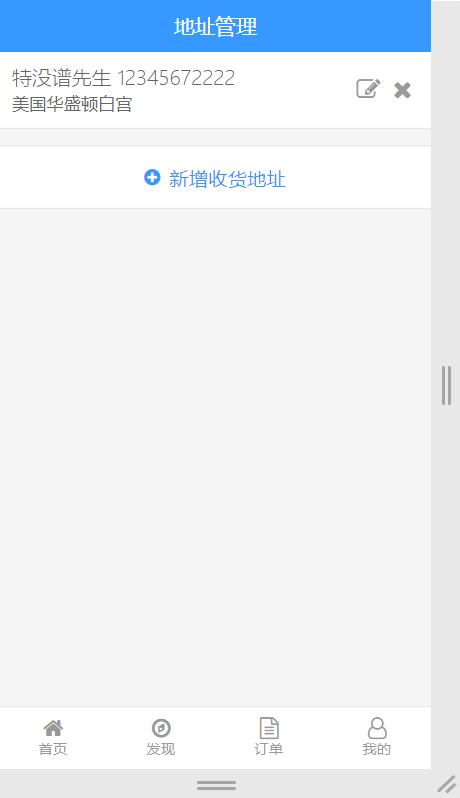 地址管理
特没谱先生 12345672222
美国华盛顿白宫
新增收货地址
首页 发现 订单 我的